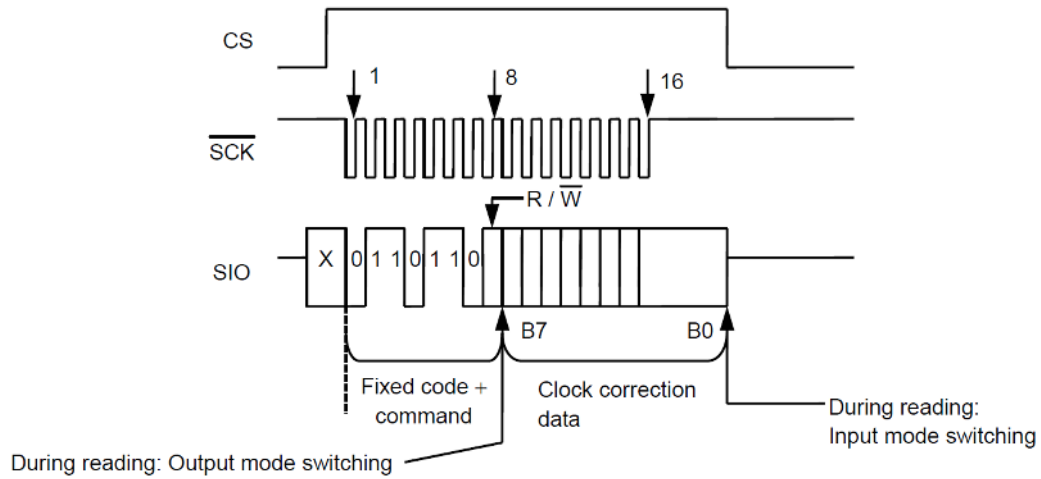 CS
1
8
16
SCK
R / W
SIO
X
0
1
1
0
1
1
0
B7
B0
Fixed code +
command
Clock correction
data
During reading:
Input mode switching
During reading: Output mode switching